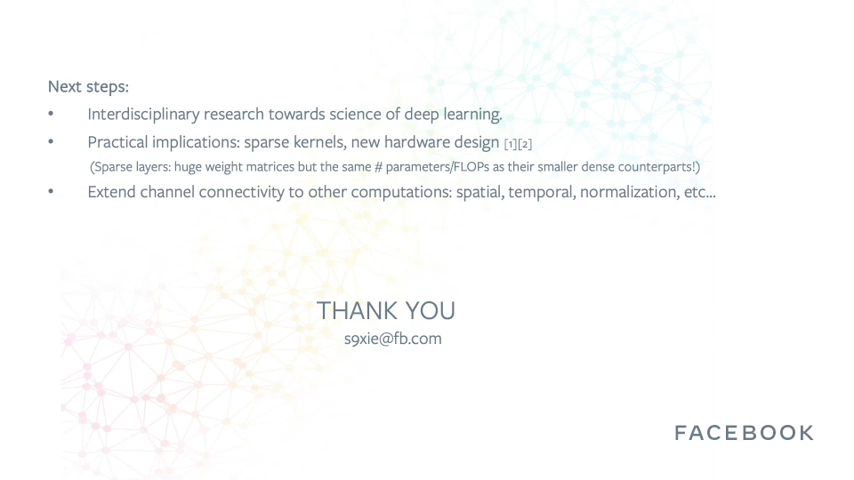 Next steps:
• Interdisciplinary research towards science of deep learning.
• Practical implications: sparse kernels, new hardware design [1][2]
(Sparse layers: huge weight matrices but the same # parameters/FLOPs as their smaller dense counterparts!)
• Extend channel connectivity to other computations: spatial, temporal, normalization, etc...
THANK YOU
s9xie@fb.com
FACEBOOK